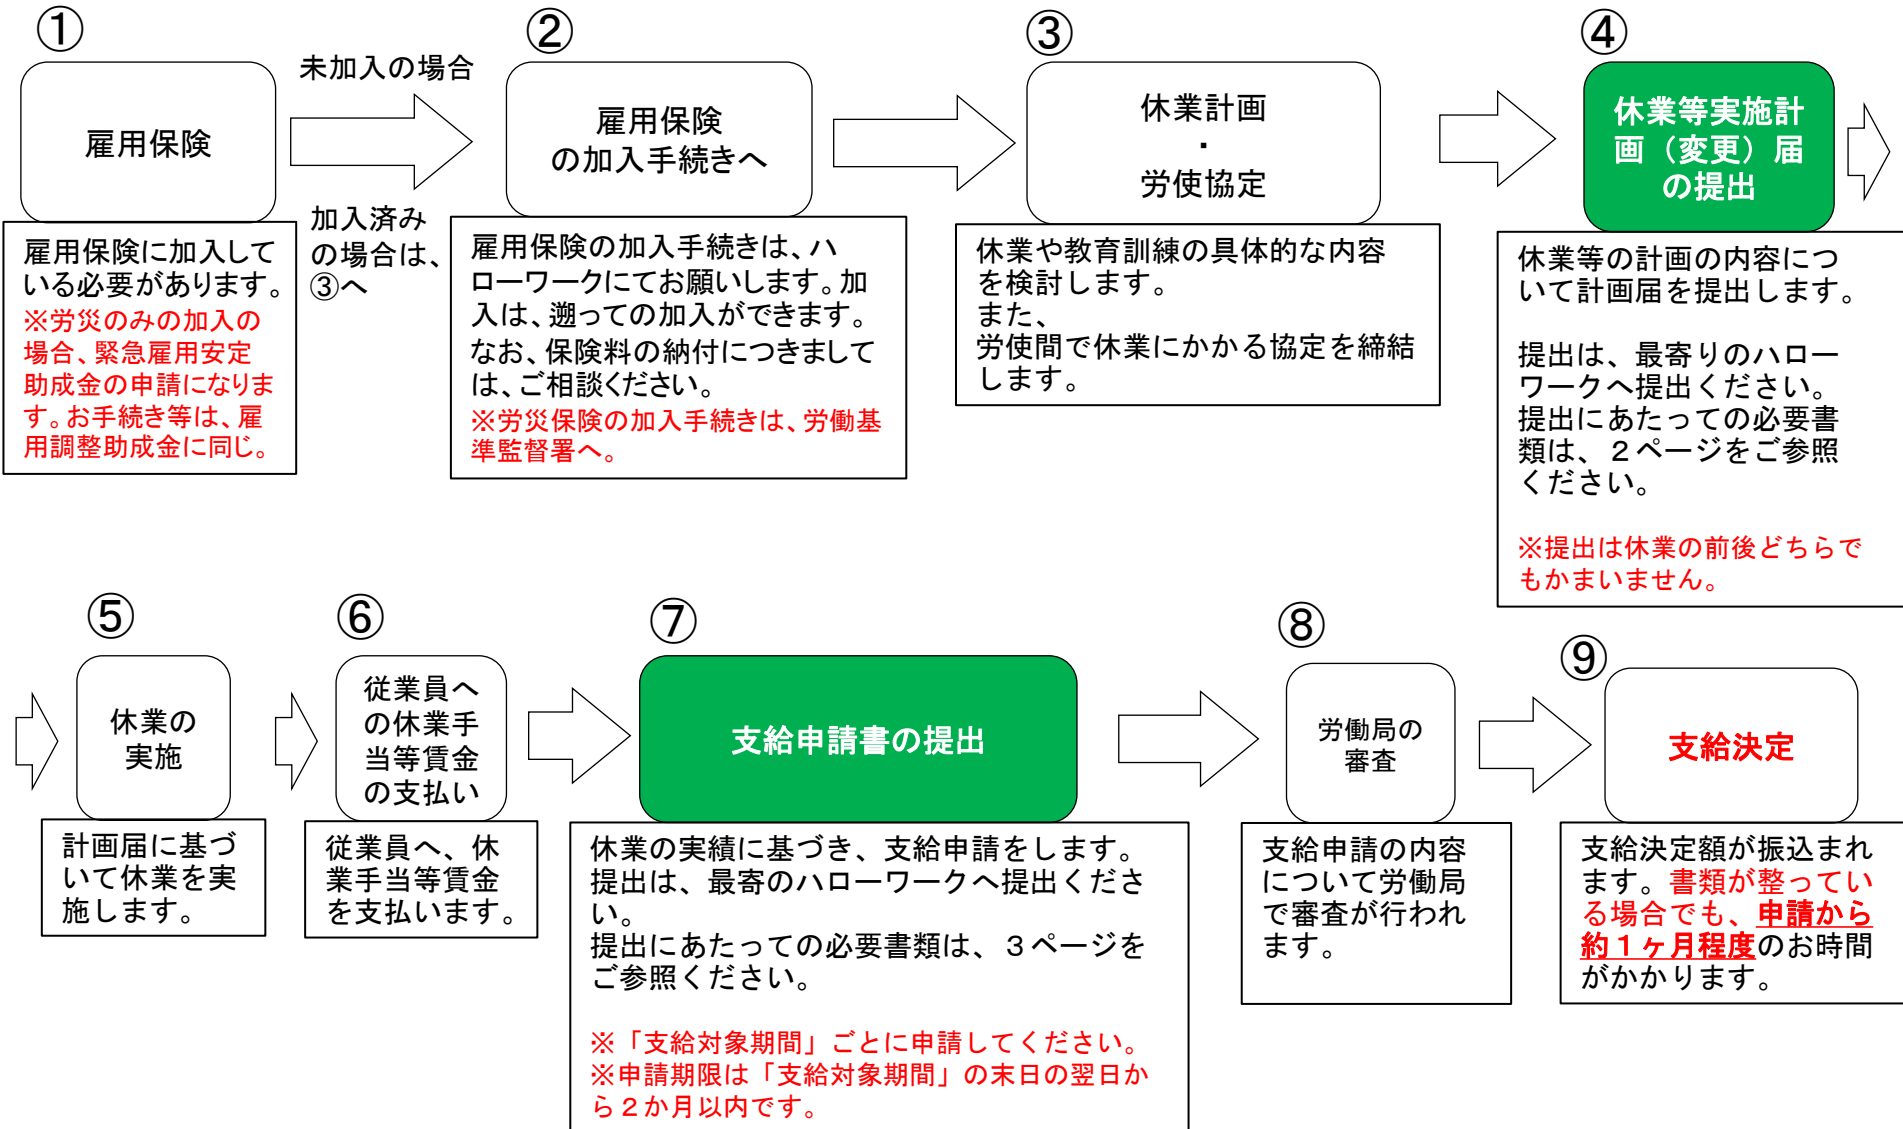 ①
雇用保険
雇用保険に加入して
いる必要があります。
※労災のみの加入の
場合、緊急雇用安定
助成金の申請になりま
す。お手続き等は、雇
用調整助成金に同じ。
未加入の場合
加入済み
の場合は、
③へ
②
雇用保険
の加入手続きへ
雇用保険の加入手続きは、ハ
ローワークにてお願いします。加
入は、遡っての加入ができます。
なお、保険料の納付につきまして
は、ご相談ください。
※労災保険の加入手続きは、労働基
準監督署へ。
③
休業計画
・
労使協定
休業や教育訓練の具体的な内容
を検討します。
また、
労使間で休業にかかる協定を締結
します。
④
休業等実施計
画（変更）届
の提出
休業等の計画の内容につ
いて計画届を提出します。
提出は、最寄りのハロー
ワークへ提出ください。
提出にあたっての必要書
類は、２ページをご参照
ください。
※提出は休業の前後どちらで
もかまいません。
⑤
休業の
実施
計画届に基づ
いて休業を実
施します。
⑥
従業員へ
の休業手
当等賃金
の支払い
従業員へ、休
業手当等賃金
を支払います。
⑦
支給申請書の提出
休業の実績に基づき、支給申請をします。
提出は、最寄のハローワークへ提出くださ
い。
提出にあたっての必要書類は、３ページを
ご参照ください。
※「支給対象期間」ごとに申請してください。
※申請期限は「支給対象期間」の末日の翌日か
ら２か月以内です。
⑧
労働局の
審査
支給申請の内容
について労働局
で審査が行われ
ます。
⑨
支給決定
支給決定額が振込まれ
ます。書類が整ってい
る場合でも、申請から
約１ヶ月程度のお時間
がかかります。